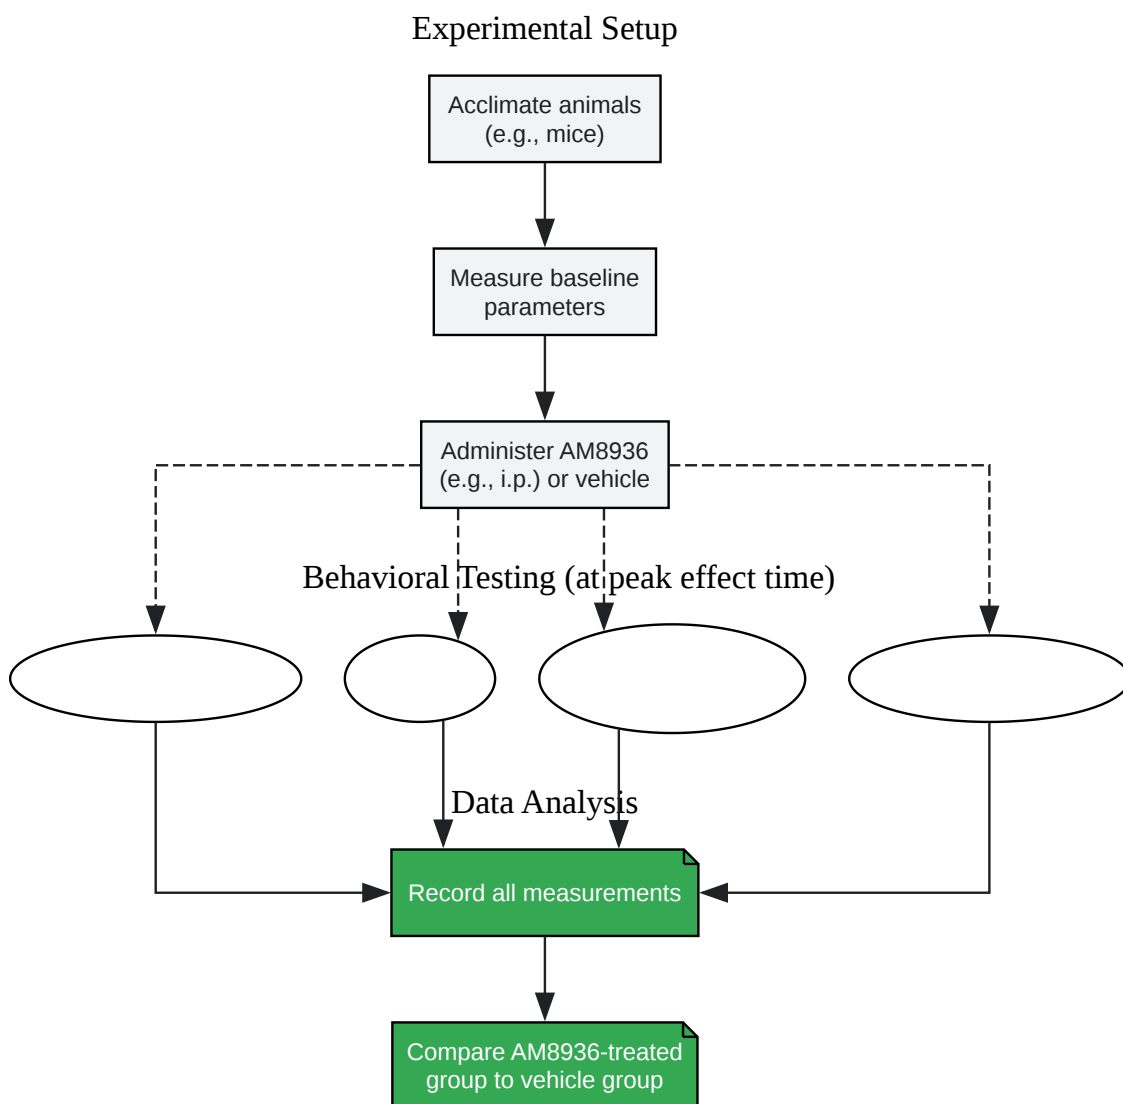 Experimental Setup
Acclimate animals
(e.g., mice)
Measure baseline
parameters
Administer AM8936
(e.g., i.p.) or vehicle
Behavioral Testing (at peak effect time)
Data Analysis
Record all measurements
Compare AM8936-treated
group to vehicle group